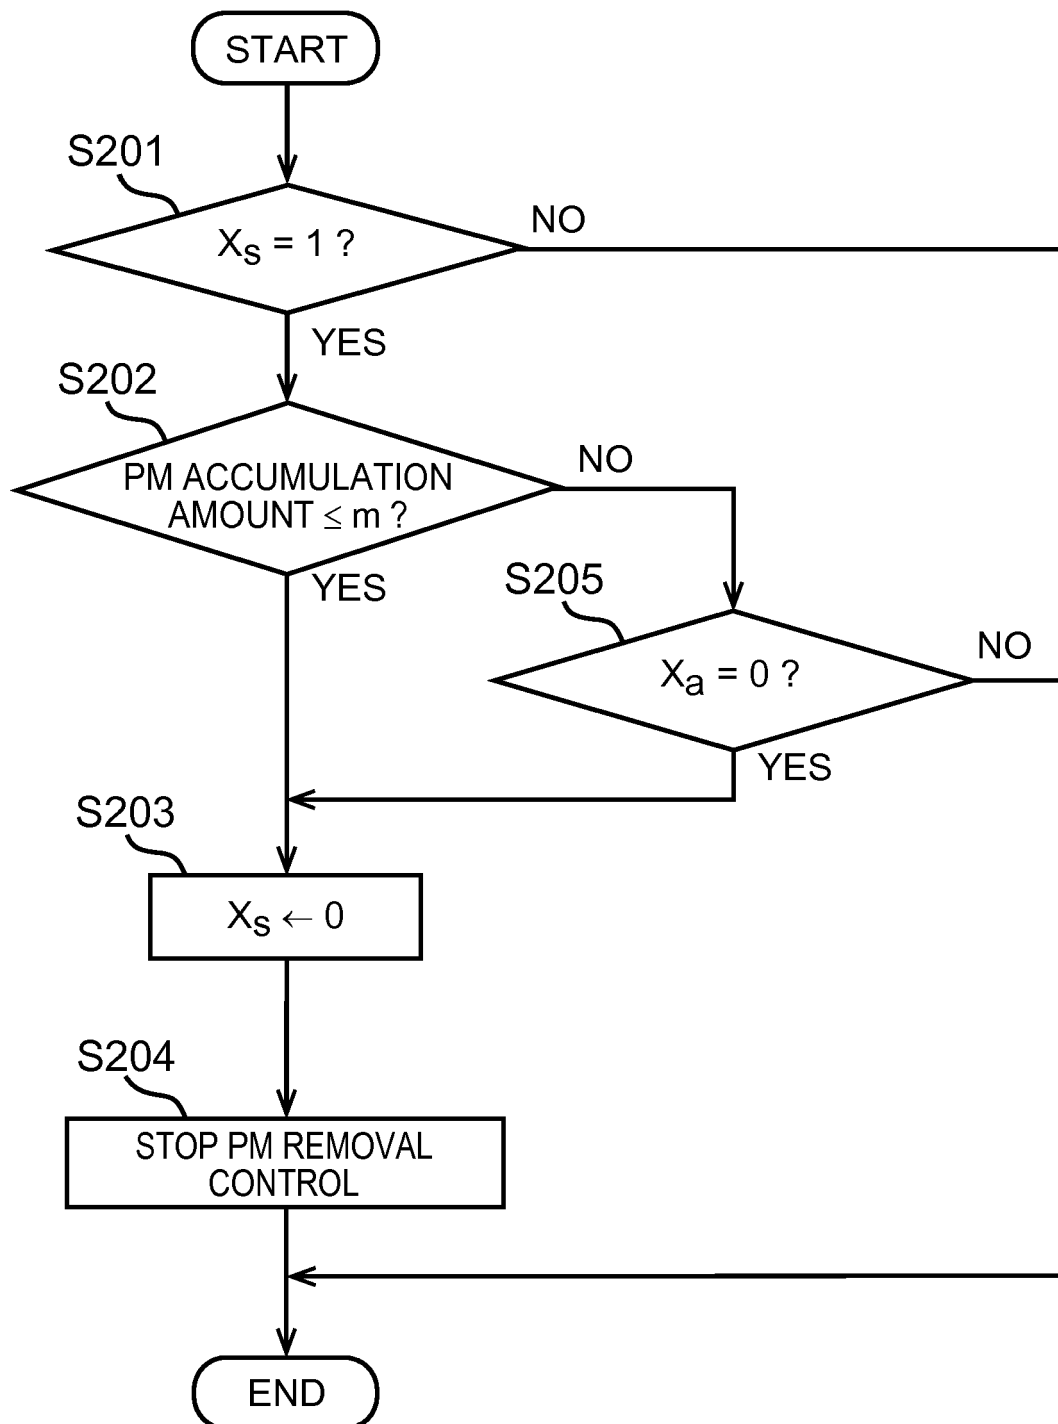 START
S201
Xs = 1 ?
NO
YES
S202
PM ACCUMULATION
AMOUNT ≤ m ?
NO
YES
S205
Xa = 0 ?
NO
YES
S203
Xs ← 0
S204
STOP PM REMOVAL
CONTROL
END